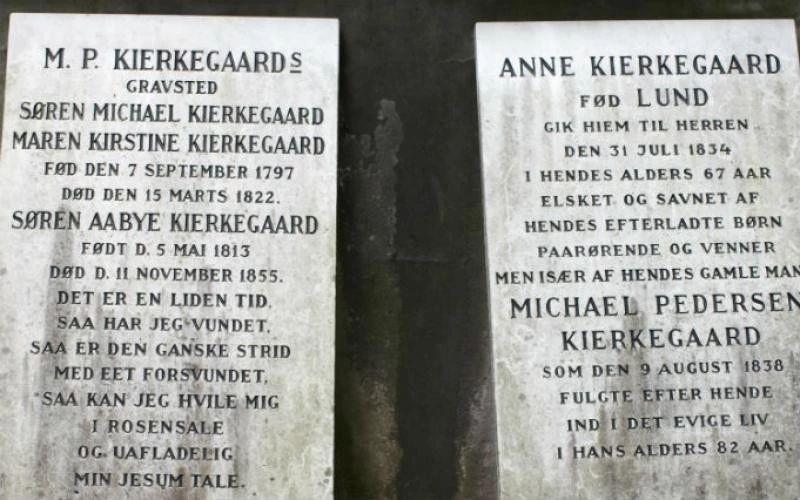 M. P. KIERKEGAARDS
GRAVSTED
SØREN MICHAEL KIERKEGAARD
MAREN KIRSTINE KIERKEGAARD
FØD DEN 7 SEPTEMBER 1797
DØD DEN 15 MARTS 1822.
SØREN AABYE KIERKEGAARD
FØDT D. 5 MAI 1813
DØD D. 11 NOVEMBER 1855.
DET ER EN LIDEN TID,
SAA HAR JEG VUNDET,
SAA ER DEN GANSKE STRID
MED EET FORSVUNDET,
SAA KAN JEG HVILE MIG
I ROSENSALE
OG UAFLADELIG
MIN JESUM TALE.
ANNE KIERKEGAARD
FØD LUND
GIK HIEM TIL HERREN
DEN 31 JULI 1834
I HENDES ALDERS 67 AAR
ELSKET OG SAVNET AF
HENDES EFTERLADTE BØRN
PAARØRENDE OG VENNER
MEN ISÆR AF HENDES GAMLE MAN
MICHAEL PEDERSEN
KIERKEGAARD
SOM DEN 9 AUGUST 1838
FULGTE EFTER HENDE
IND I DET EVIGE LIV
I HANS ALDERS 82 AAR.